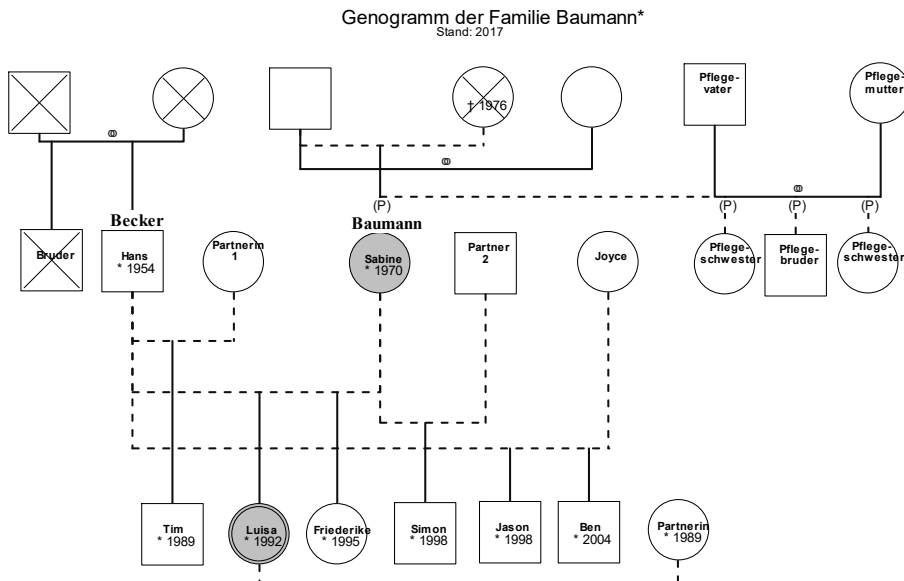 Genogramm der Familie Baumann*
Stand: 2017
† 1976
Pflege-
vater
Pflege-
mutter
⚭
⚭
⚭
(P)
(P)
(P)
(P)
Becker
Baumann
Bruder
Hans
* 1954
Partnerin
1
Sabine
* 1970
Partner
2
Joyce
Pflege-
schwester
Pflege-
bruder
Pflege-
schwester
Tim
* 1989
Luisa
* 1992
Friederike
* 1995
Simon
* 1998
Jason
* 1998
Ben
* 2004
Partnerin
* 1989